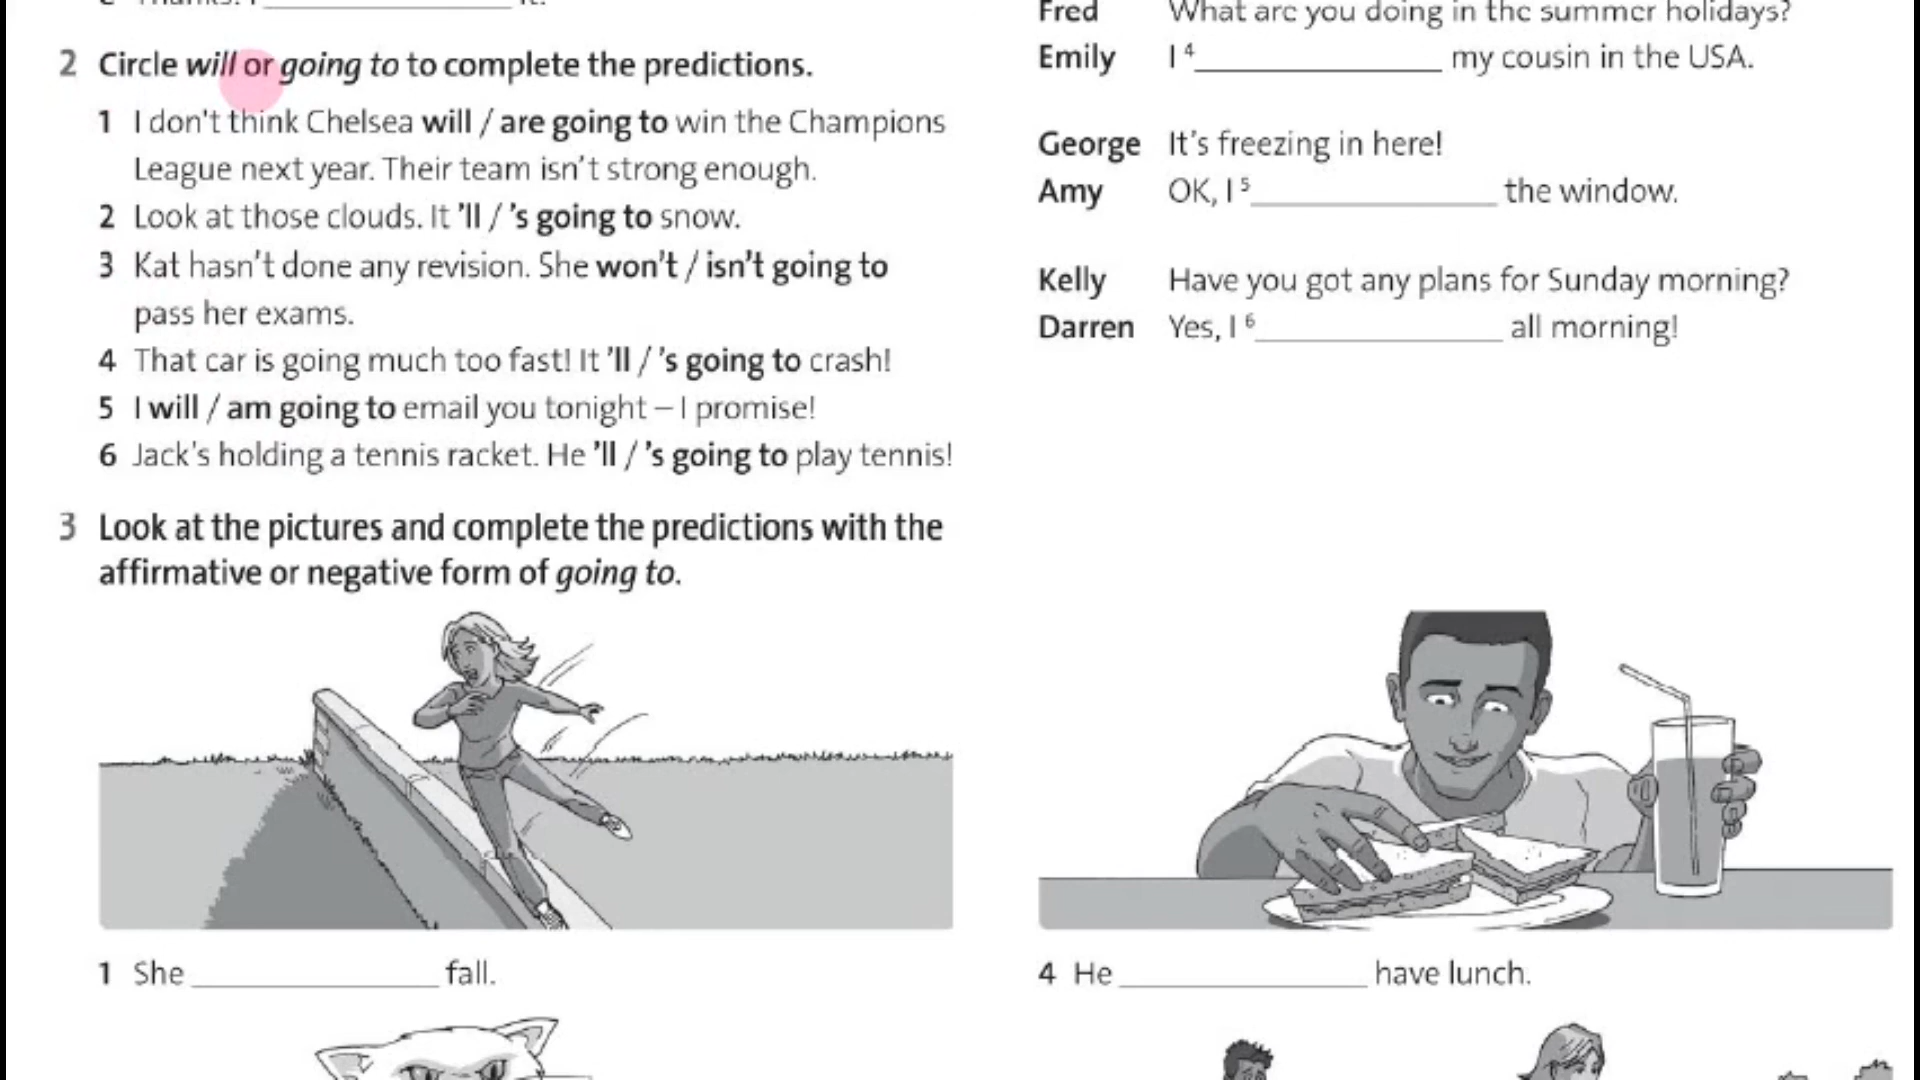 2 Circle will or going to to complete the predictions.
1 I don't think Chelsea will / are going to win the Champions
League next year. Their team isn't strong enough.
2 Look at those clouds. It 'll / 's going to snow.
3 Kat hasn't done any revision. She won't / isn't going to
pass her exams.
4 That car is going much too fast! It 'll / 's going to crash!
5 I will / am going to email you tonight – I promise!
6 Jack's holding a tennis racket. He 'll / 's going to play tennis!
3 Look at the pictures and complete the predictions with the
affirmative or negative form of going to.
1 She ______________ fall.
Fred What are you doing in the summer holidays?
Emily I 4______________ my cousin in the USA.
George It's freezing in here!
Amy OK, I 5______________ the window.
Kelly Have you got any plans for Sunday morning?
Darren Yes, I 6______________ all morning!
4 He ______________ have lunch.